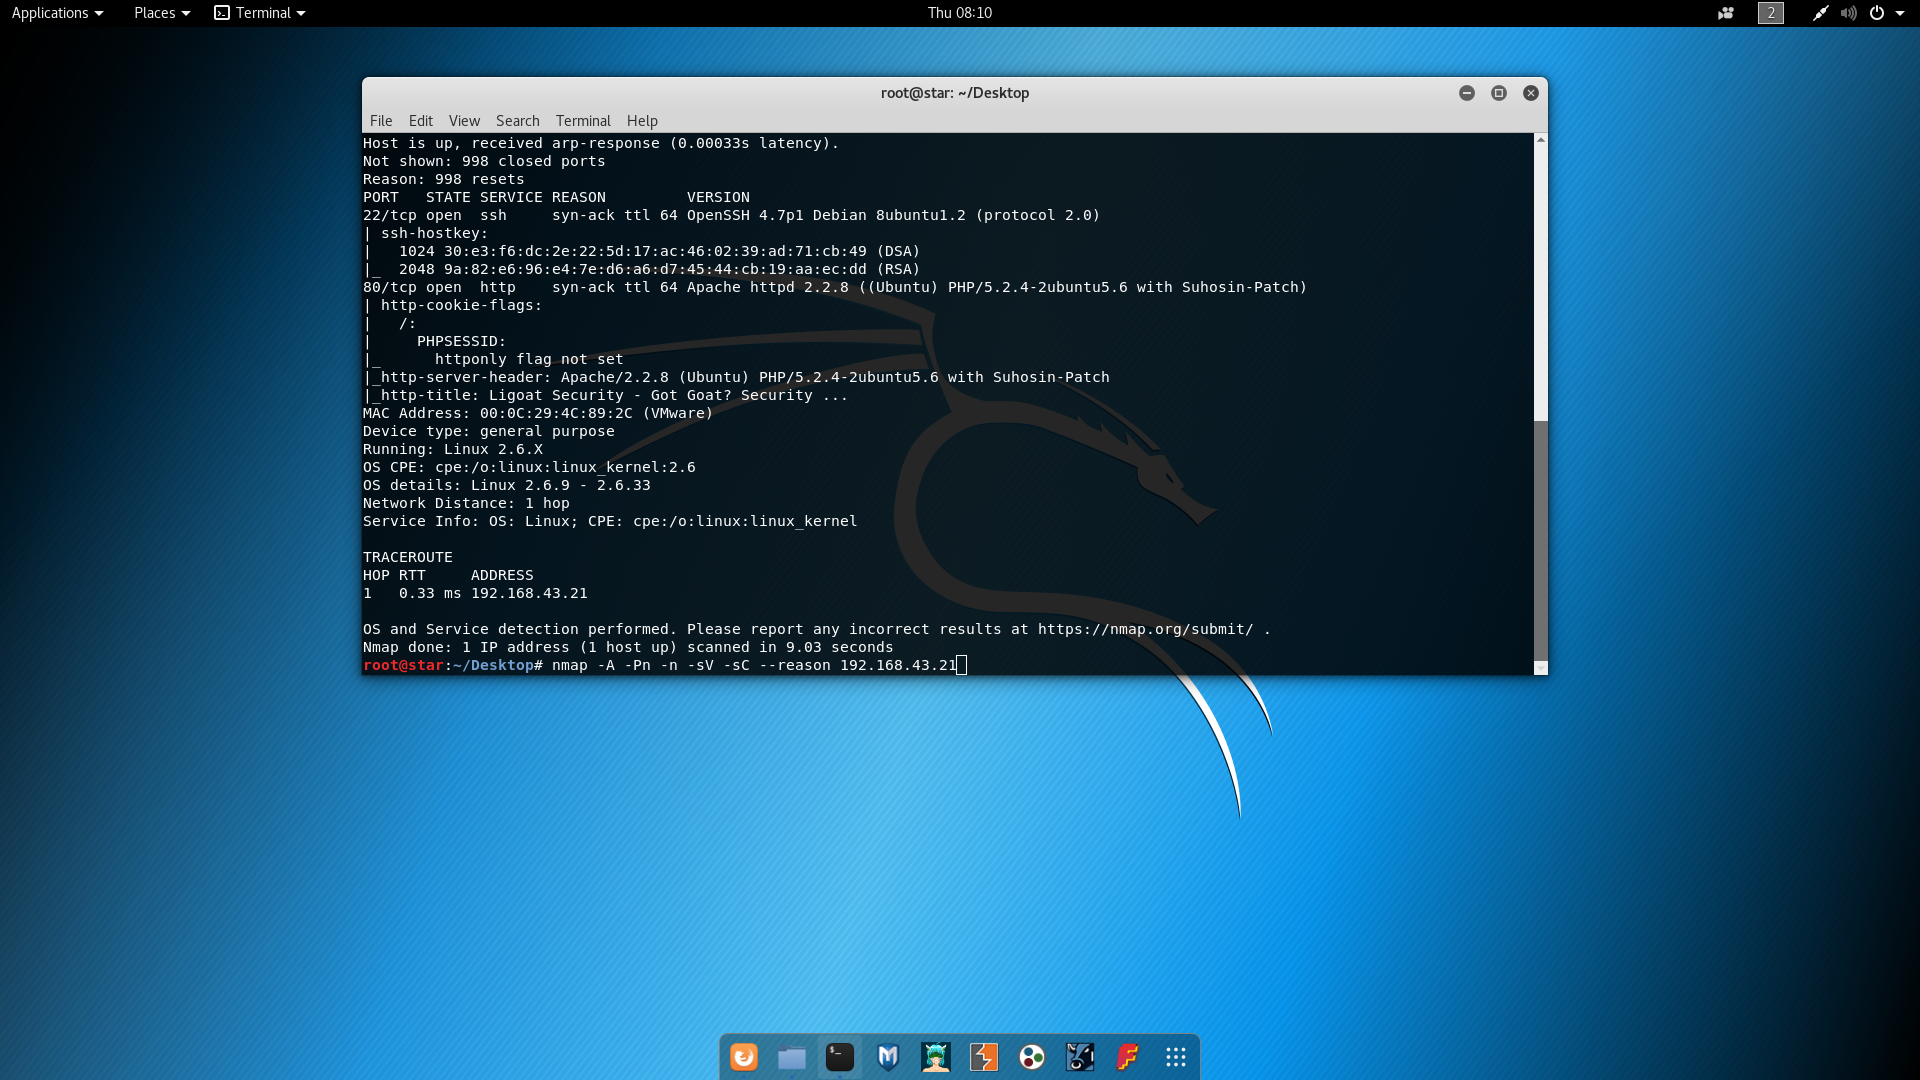 Applications Places Terminal Thu 08:10 2
root@star: ~/Desktop
File Edit View Search Terminal Help
Host is up, received arp-response (0.00033s latency).
Not shown: 998 closed ports
Reason: 998 resets
PORT   STATE SERVICE REASON         VERSION
22/tcp open  ssh     syn-ack ttl 64 OpenSSH 4.7p1 Debian 8ubuntu1.2 (protocol 2.0)
| ssh-hostkey:
|   1024 30:e3:f6:dc:2e:22:5d:17:ac:46:02:39:ad:71:cb:49 (DSA)
|_  2048 9a:82:e6:96:e4:7e:d6:a6:d7:45:44:cb:19:aa:ec:dd (RSA)
80/tcp open  http    syn-ack ttl 64 Apache httpd 2.2.8 ((Ubuntu) PHP/5.2.4-2ubuntu5.6 with Suhosin-Patch)
| http-cookie-flags:
|   /:
|     PHPSESSID:
|_      httponly flag not set
|_http-server-header: Apache/2.2.8 (Ubuntu) PHP/5.2.4-2ubuntu5.6 with Suhosin-Patch
|_http-title: Ligoat Security - Got Goat? Security ...
MAC Address: 00:0C:29:4C:89:2C (VMware)
Device type: general purpose
Running: Linux 2.6.X
OS CPE: cpe:/o:linux:linux_kernel:2.6
OS details: Linux 2.6.9 - 2.6.33
Network Distance: 1 hop
Service Info: OS: Linux; CPE: cpe:/o:linux:linux_kernel
TRACEROUTE
HOP RTT     ADDRESS
1   0.33 ms 192.168.43.21
OS and Service detection performed. Please report any incorrect results at https://nmap.org/submit/ .
Nmap done: 1 IP address (1 host up) scanned in 9.03 seconds
root@star:~/Desktop# nmap -A -Pn -n -sV -sC --reason 192.168.43.21